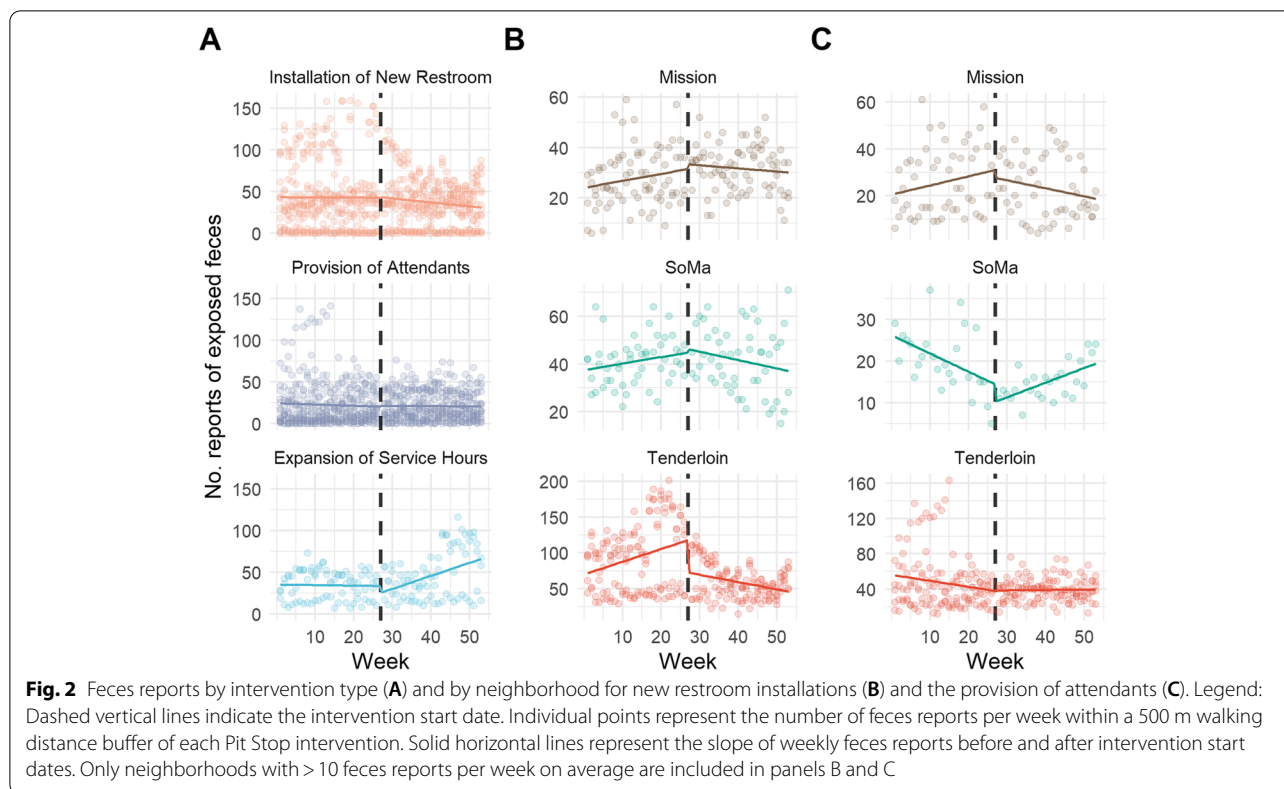 A
B
C
Installation of New Restroom
Mission
Mission
150
100
50
0
60
40
20
60
40
20
Provision of Attendants
SoMa
SoMa
150
100
50
0
60
40
20
30
20
10
Expansion of Service Hours
Tenderloin
Tenderloin
150
100
50
0
200
150
100
50
160
120
80
40
No. reports of exposed feces
10 20 30 40 50
10 20 30 40 50
10 20 30 40 50
Week
Week
Week
Fig. 2 Feces reports by intervention type (A) and by neighborhood for new restroom installations (B) and the provision of attendants (C). Legend:
Dashed vertical lines indicate the intervention start date. Individual points represent the number of feces reports per week within a 500 m walking
distance buffer of each Pit Stop intervention. Solid horizontal lines represent the slope of weekly feces reports before and after intervention start
dates. Only neighborhoods with > 10 feces reports per week on average are included in panels B and C